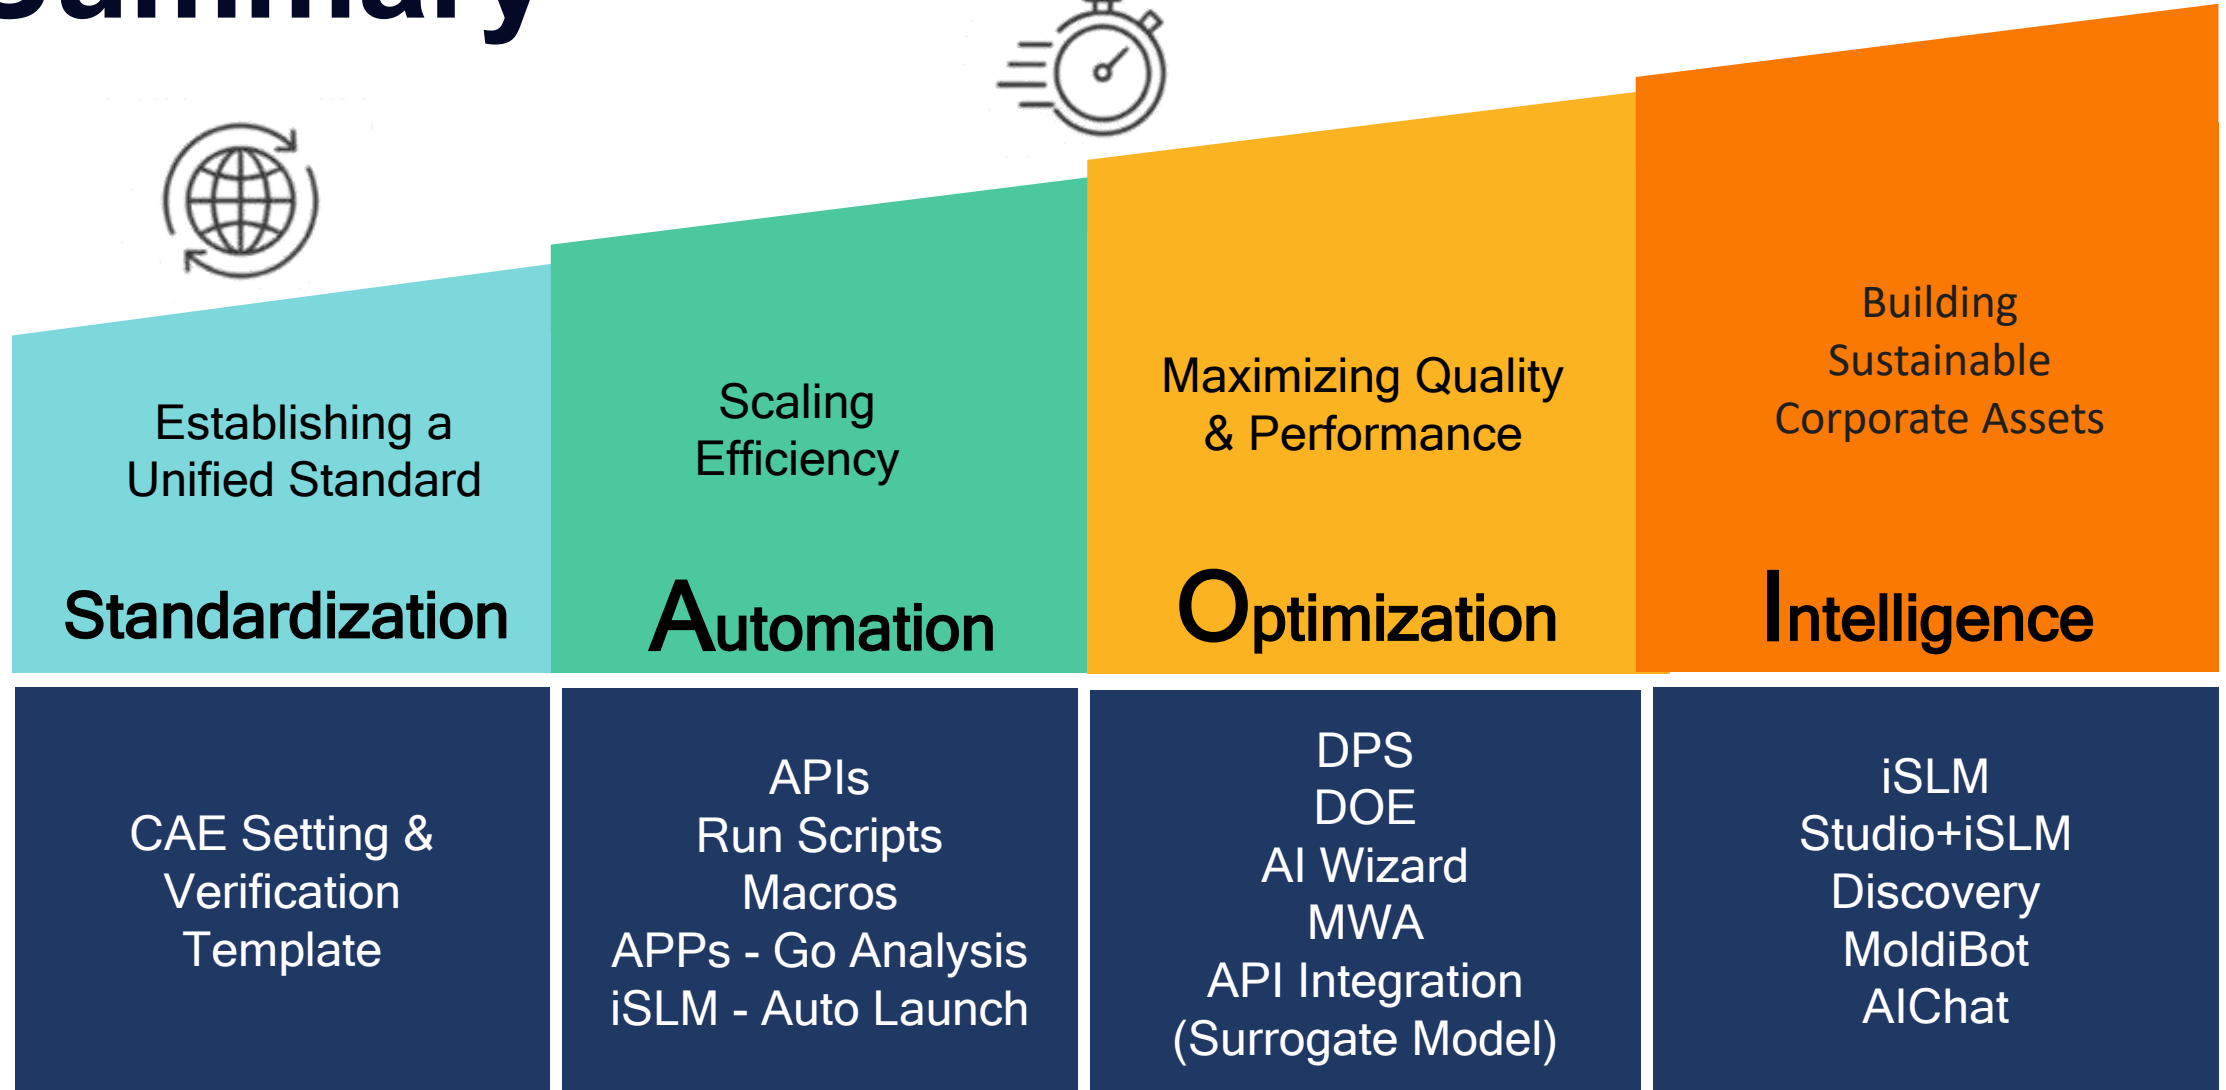 Summary
Establishing a
Unified Standard
Standardization
Scaling
Efficiency
Automation
Maximizing Quality
& Performance
Optimization
Building
Sustainable
Corporate Assets
Intelligence
CAE Setting &
Verification
Template
APIs
Run Scripts
Macros
APPs - Go Analysis
iSLM - Auto Launch
DPS
DOE
AI Wizard
MWA
API Integration
(Surrogate Model)
iSLM
Studio+iSLM
Discovery
MoldiBot
AIChat